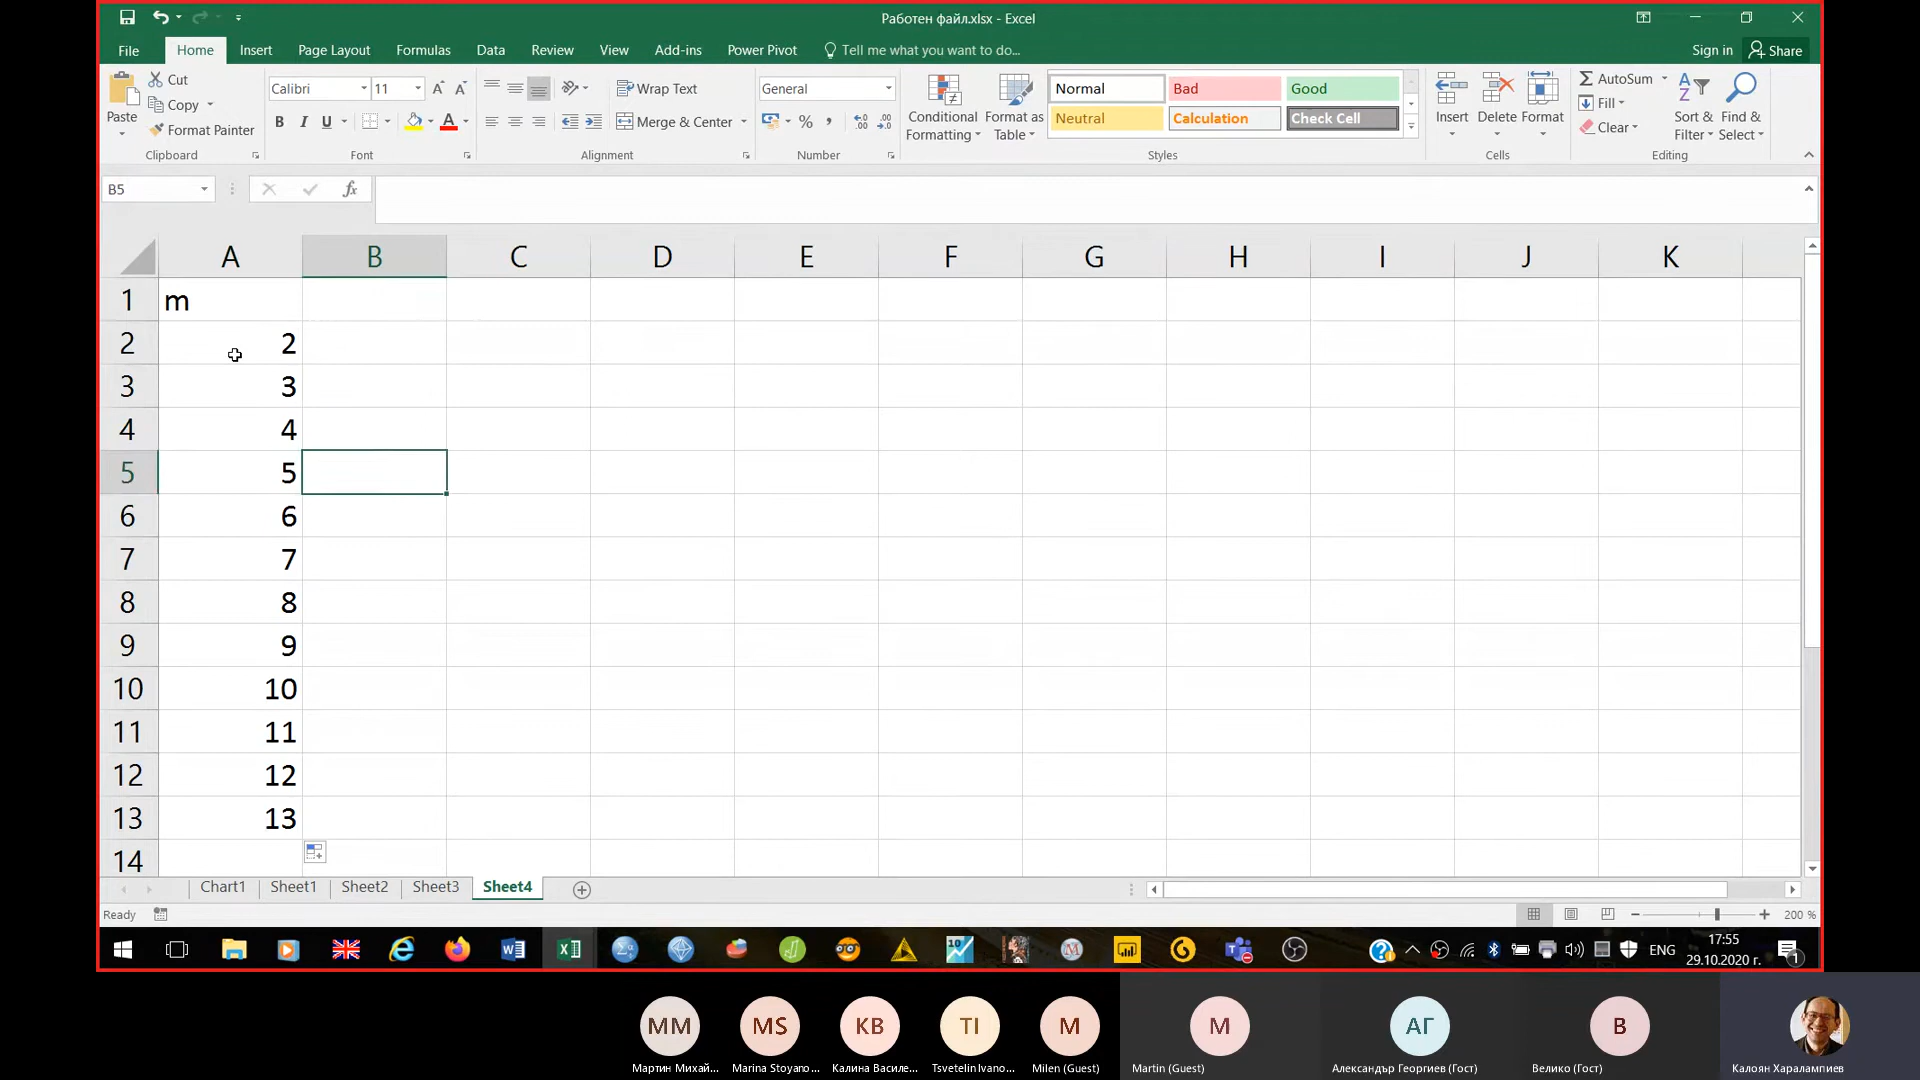 Работен файл.xlsx - Excel
File Home Insert Page Layout Formulas Data Review View Add-ins Power Pivot Tell me what you want to do... Sign in Share
Paste
Cut
Copy
Format Painter
Clipboard
Calibri 11
B I U
Font
Wrap Text
Merge & Center
Alignment
General
Number
Conditional Formatting
Format as Table
Normal Bad Good
Neutral Calculation Check Cell
Styles
Insert Delete Format
Cells
AutoSum
Fill
Clear
Sort & Filter
Find & Select
Editing
B5
fx
A B C D E F G H I J K
1 m
2 2
3 3
4 4
5 5
6 6
7 7
8 8
9 9
10 10
11 11
12 12
13 13
14
Chart1 Sheet1 Sheet2 Sheet3 Sheet4
Ready 200 %
ENG 17:55
29.10.2020 г.
1
MM MS KB TI M M АГ В
Мартин Михай... Marina Stoyano... Калина Василе... Tsvetelin Ivano... Milen (Guest) Martin (Guest) Александър Георгиев (Гост) Велико (Гост) Калоян Харалампиев